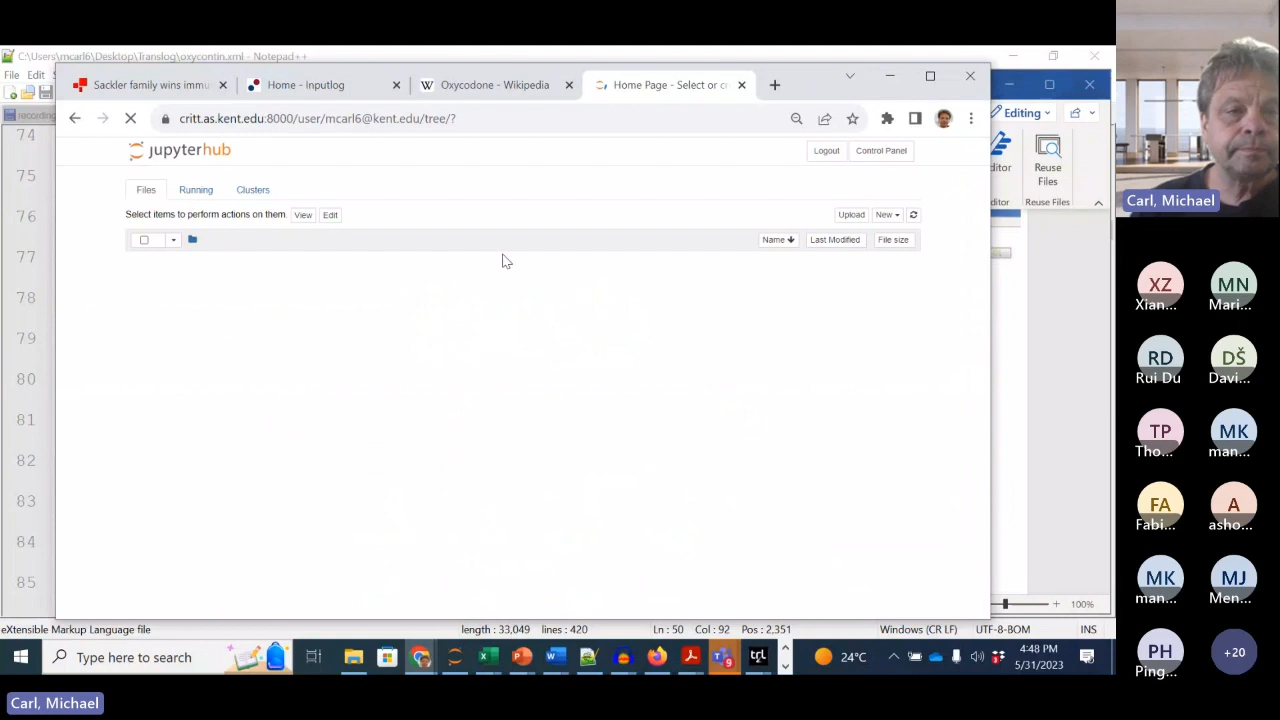 C:\Users\mcarl6\Desktop\Translog\oxycontin.xml - Notepad++
File Edit
Sackler family wins immu
Home - Inputlog
Oxycodone - Wikipedia
Home Page - Select or c
critt.as.kent.edu:8000/user/mcarl6@kent.edu/tree/?
Editing
jupyterhub
Logout
Control Panel
Reuse
Files
Reuse Files
Carl, Michael
Files
Running
Clusters
Select items to perform actions on them.
View
Edit
Upload
New
Name
Last Modified
File size
74
75
76
77
78
79
80
81
82
83
84
85
XZ
Xian...
MN
Mari...
RD
Rui Du
DŠ
Davi...
TP
Tho...
MK
man...
FA
Fabi...
A
asho...
MK
man...
MJ
Men...
PH
Ping...
+20
100%
eXtensible Markup Language file
length : 33,049 lines : 420
Ln : 50 Col : 92 Pos : 2,351
Windows (CR LF)
UTF-8-BOM
INS
Type here to search
24°C
4:48 PM
5/31/2023
Carl, Michael